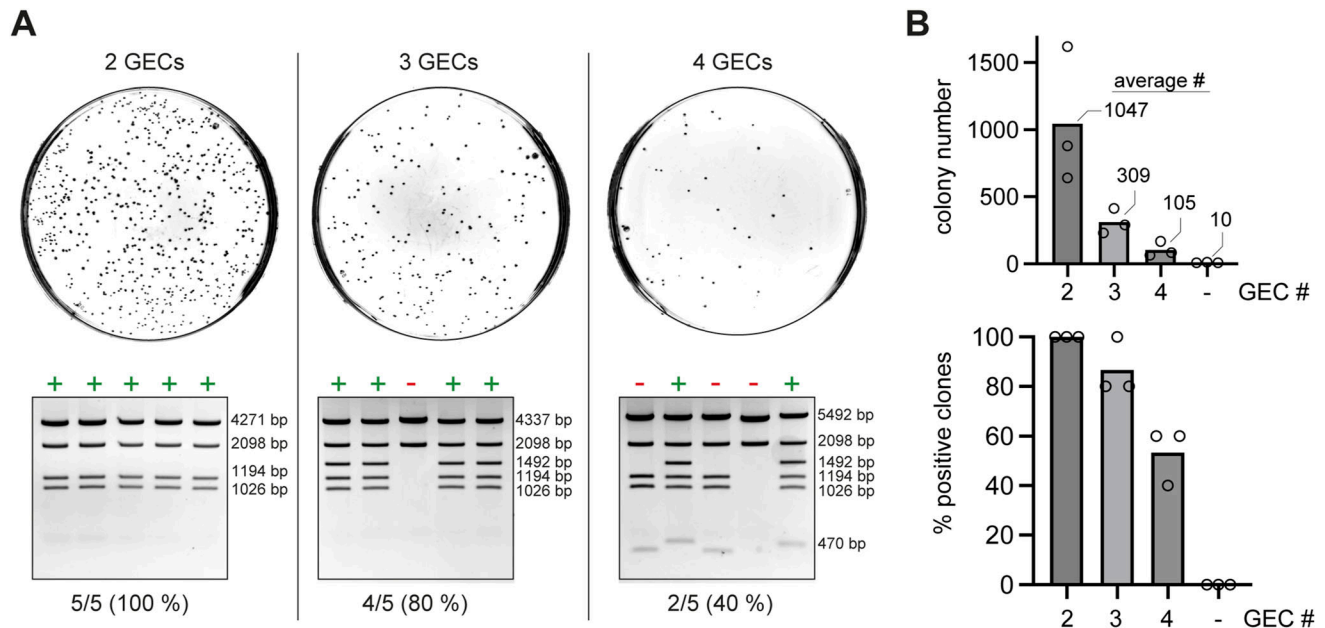 A
2 GECs
3 GECs
4 GECs
+ + + + +
4271 bp
2098 bp
1194 bp
1026 bp
5/5 (100 %)
+ + - + +
4337 bp
2098 bp
1492 bp
1194 bp
1026 bp
4/5 (80 %)
- + - - +
5492 bp
2098 bp
1492 bp
1194 bp
1026 bp
470 bp
2/5 (40 %)
B
colony number
1500
1000
500
0
average #
1047
309
105
10
2 3 4 - GEC #
% positive clones
100
80
60
40
20
0
2 3 4 - GEC #